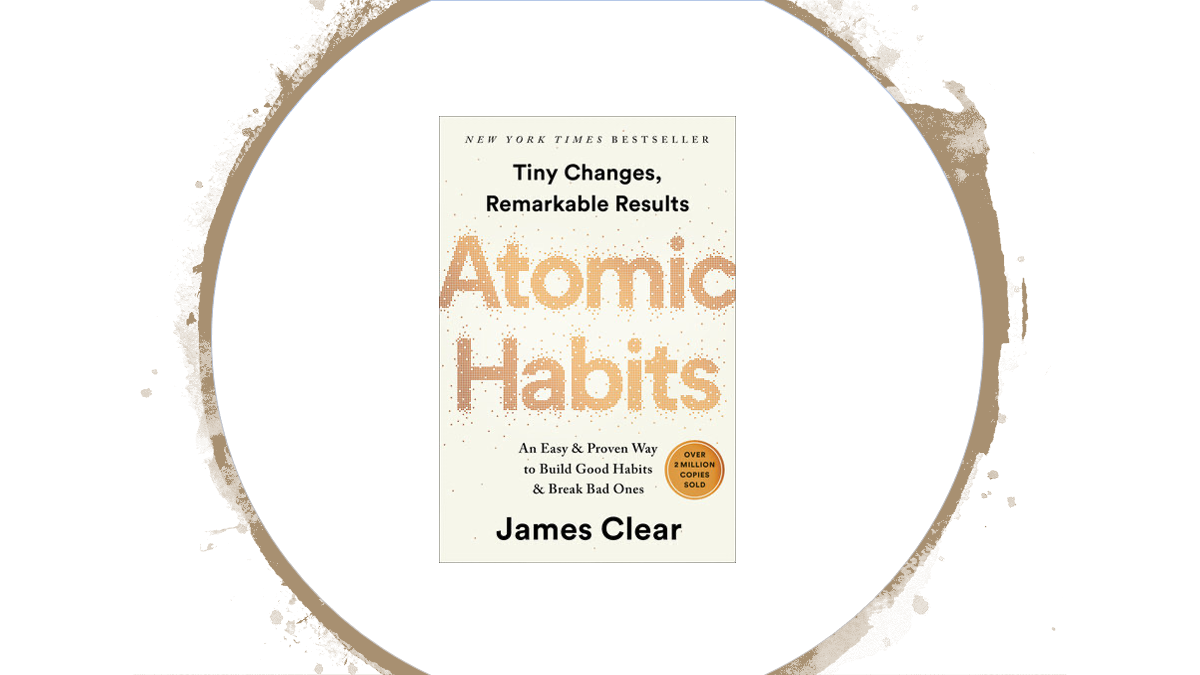 NEW YORK TIMES BESTSELLER
Tiny Changes,
Remarkable Results
Atomic
Habits
An Easy & Proven Way
to Build Good Habits
& Break Bad Ones
OVER
2 MILLION
COPIES
SOLD
James Clear